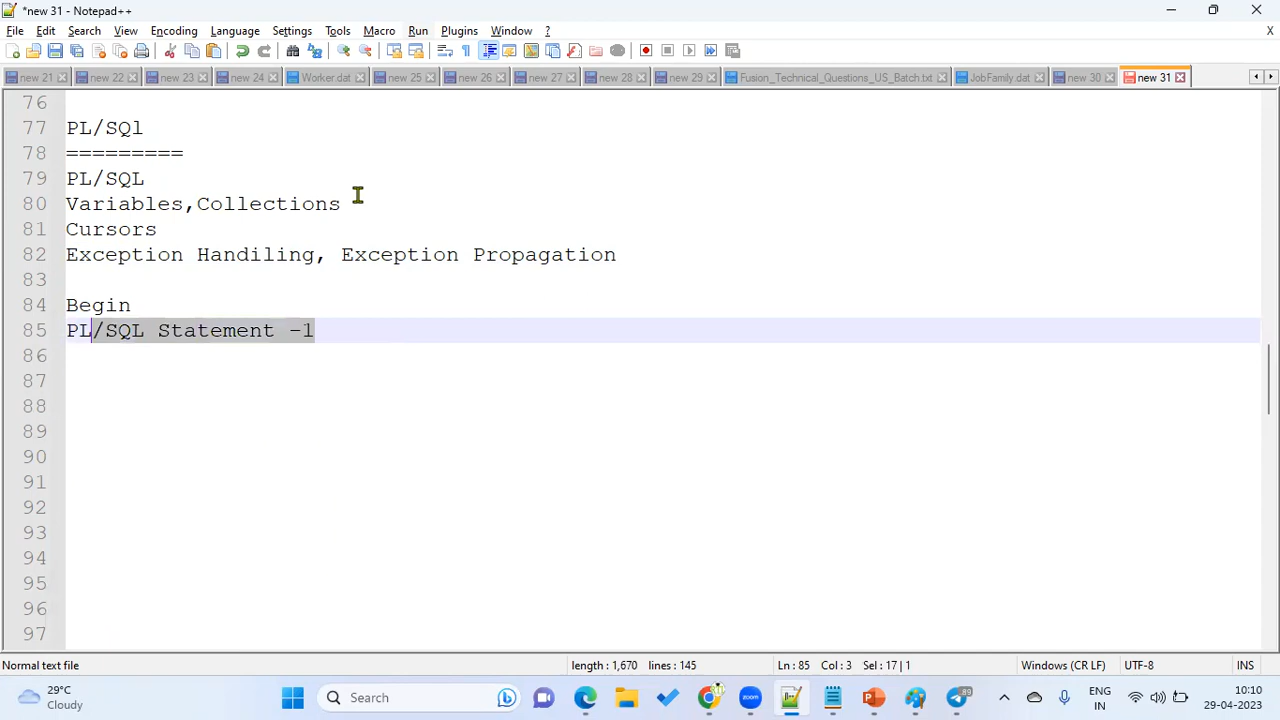 *new 31 - Notepad++
File Edit Search View Encoding Language Settings Tools Macro Run Plugins Window ?
X
new 21 new 22 new 23 new 24 Worker.dat new 25 new 26 new 27 new 28 new 29 Fusion_Technical_Questions_US_Batch.txt JobFamily.dat new 30 new 31
76
77 PL/SQl
78 =========
79 PL/SQL
80 Variables,Collections
81 Cursors
82 Exception Handiling, Exception Propagation
83
84 Begin
85 PL/SQL Statement -1
86
87
88
89
90
91
92
93
94
95
96
97
Normal text file length : 1,670 lines : 145 Ln : 85 Col : 3 Sel : 17 | 1 Windows (CR LF) UTF-8 INS
29°C
Cloudy
Search
89
ENG
IN
10:10
29-04-2023